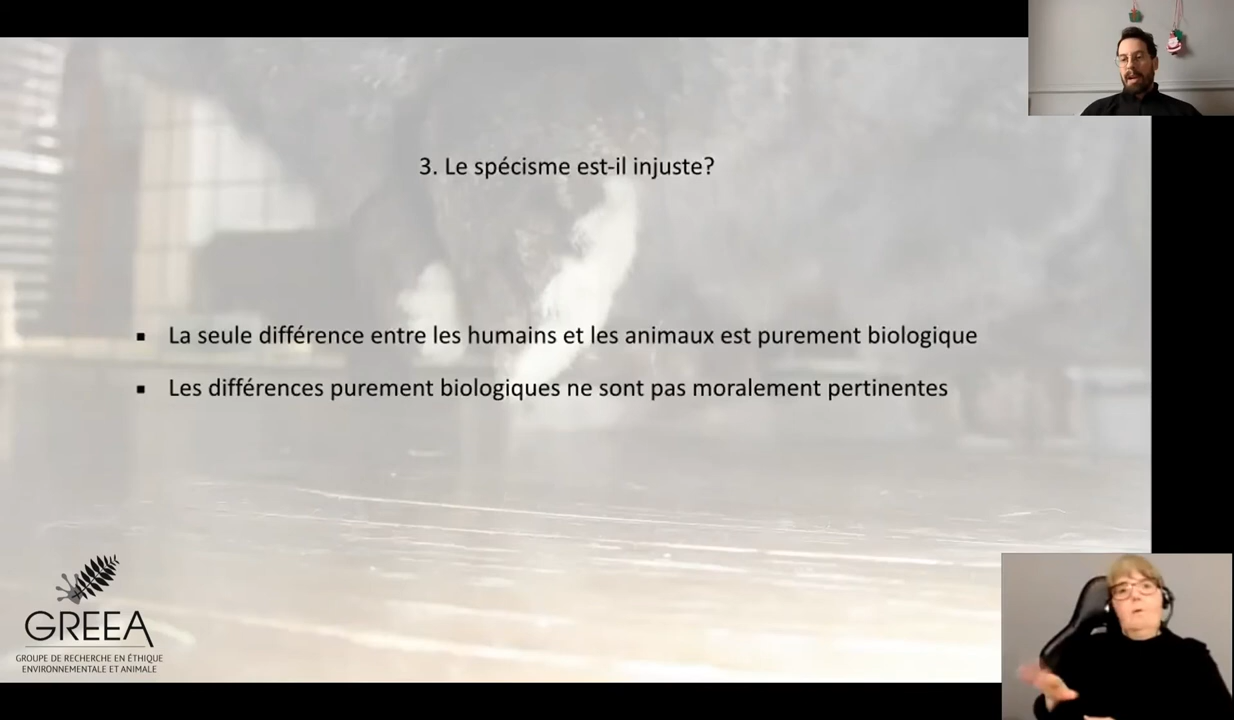 3. Le spécisme est-il injuste?
▪ La seule différence entre les humains et les animaux est purement biologique
▪ Les différences purement biologiques ne sont pas moralement pertinentes
GREEA
GROUPE DE RECHERCHE EN ÉTHIQUE
ENVIRONNEMENTALE ET ANIMALE